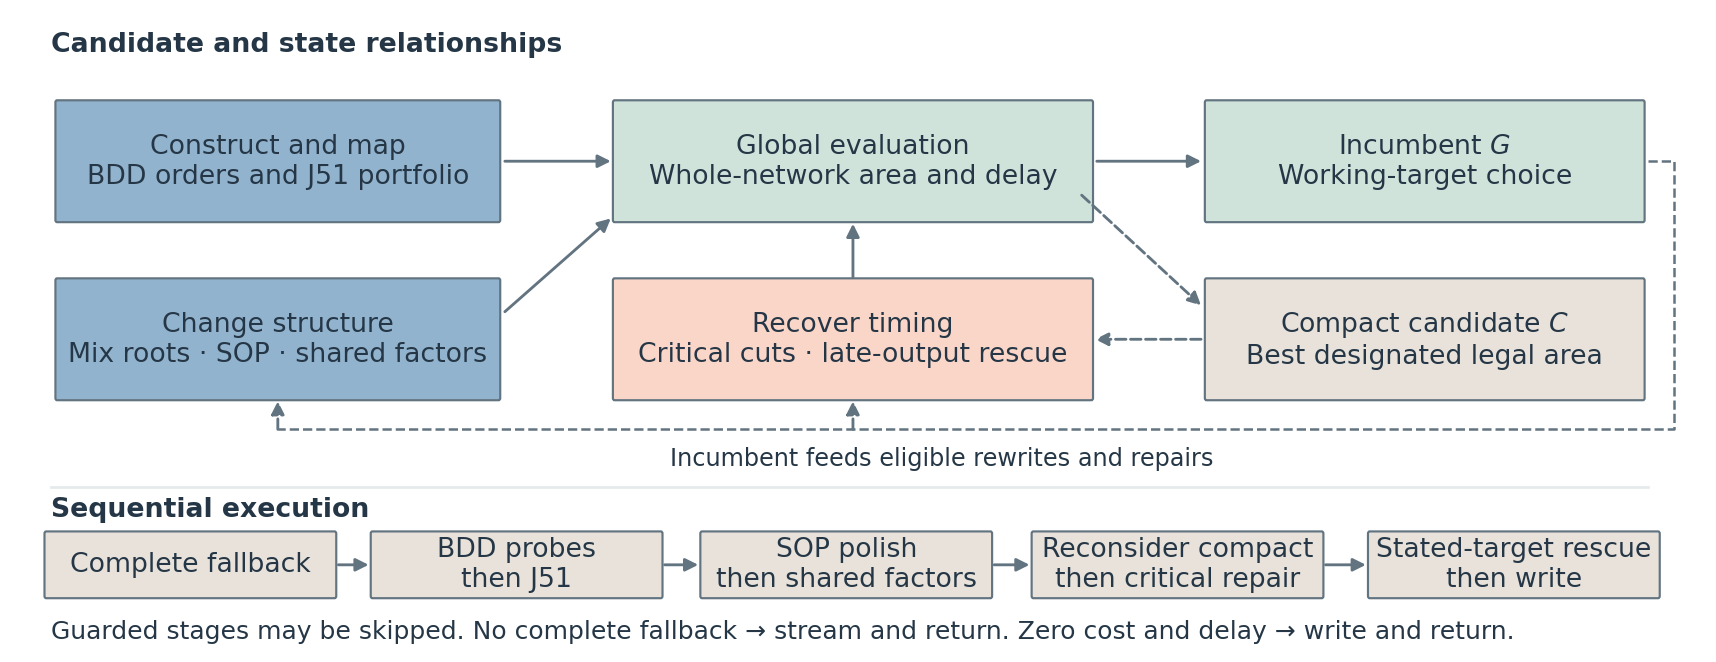 Candidate and state relationships
Construct and map
BDD orders and J51 portfolio
Global evaluation
Whole-network area and delay
Incumbent G
Working-target choice
Change structure
Mix roots · SOP · shared factors
Recover timing
Critical cuts · late-output rescue
Compact candidate C
Best designated legal area
Incumbent feeds eligible rewrites and repairs
Sequential execution
Complete fallback
BDD probes
then J51
SOP polish
then shared factors
Reconsider compact
then critical repair
Stated-target rescue
then write
Guarded stages may be skipped. No complete fallback → stream and return. Zero cost and delay → write and return.